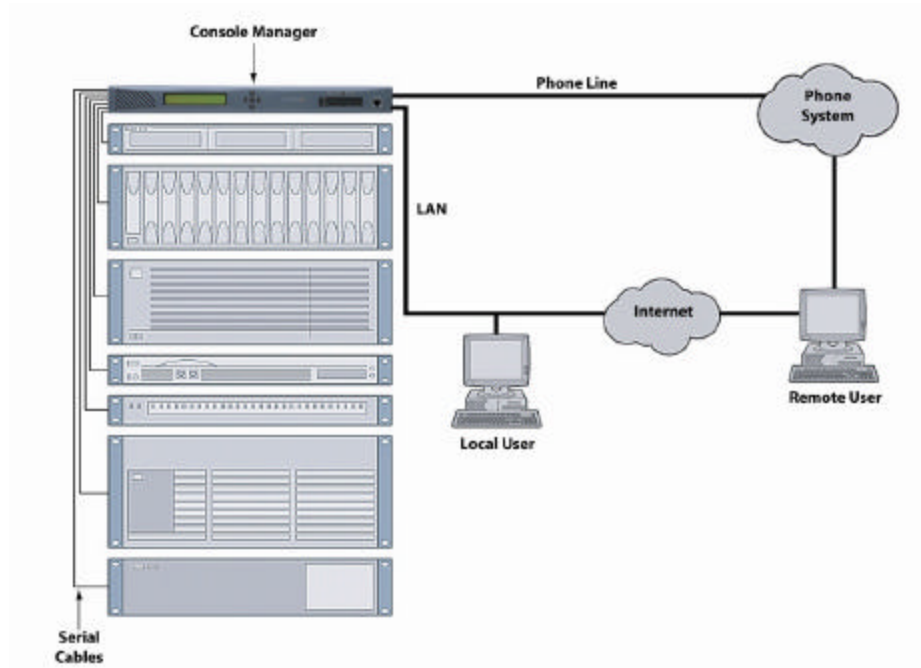 Console Manager
Phone Line
Phone
System
LAN
Internet
Remote User
Local User
Serial
Cables